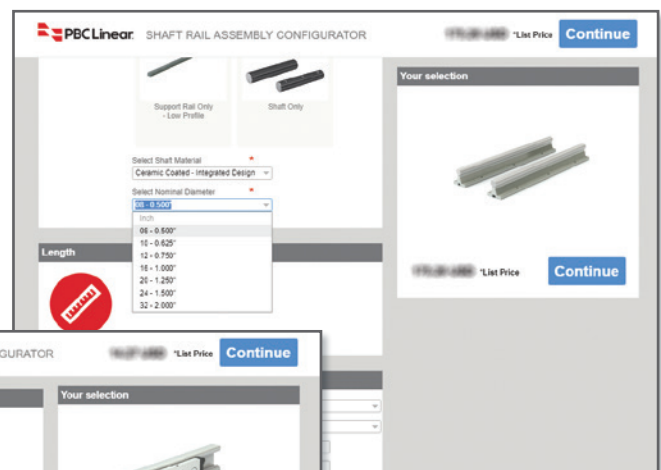 PBC Linear. SHAFT RAIL ASSEMBLY CONFIGURATOR
*List Price Continue
Support Rail Only
- Low Profile
Shaft Only
Select Shaft Material *
Ceramic Coated - Integrated Design
Select Nominal Diameter *
08 - 0.500"
Inch
08 - 0.500"
10 - 0.625"
12 - 0.750"
16 - 1.000"
20 - 1.250"
24 - 1.500"
32 - 2.000"
Length
Your selection
*List Price Continue
GURATOR
*List Price Continue
Your selection